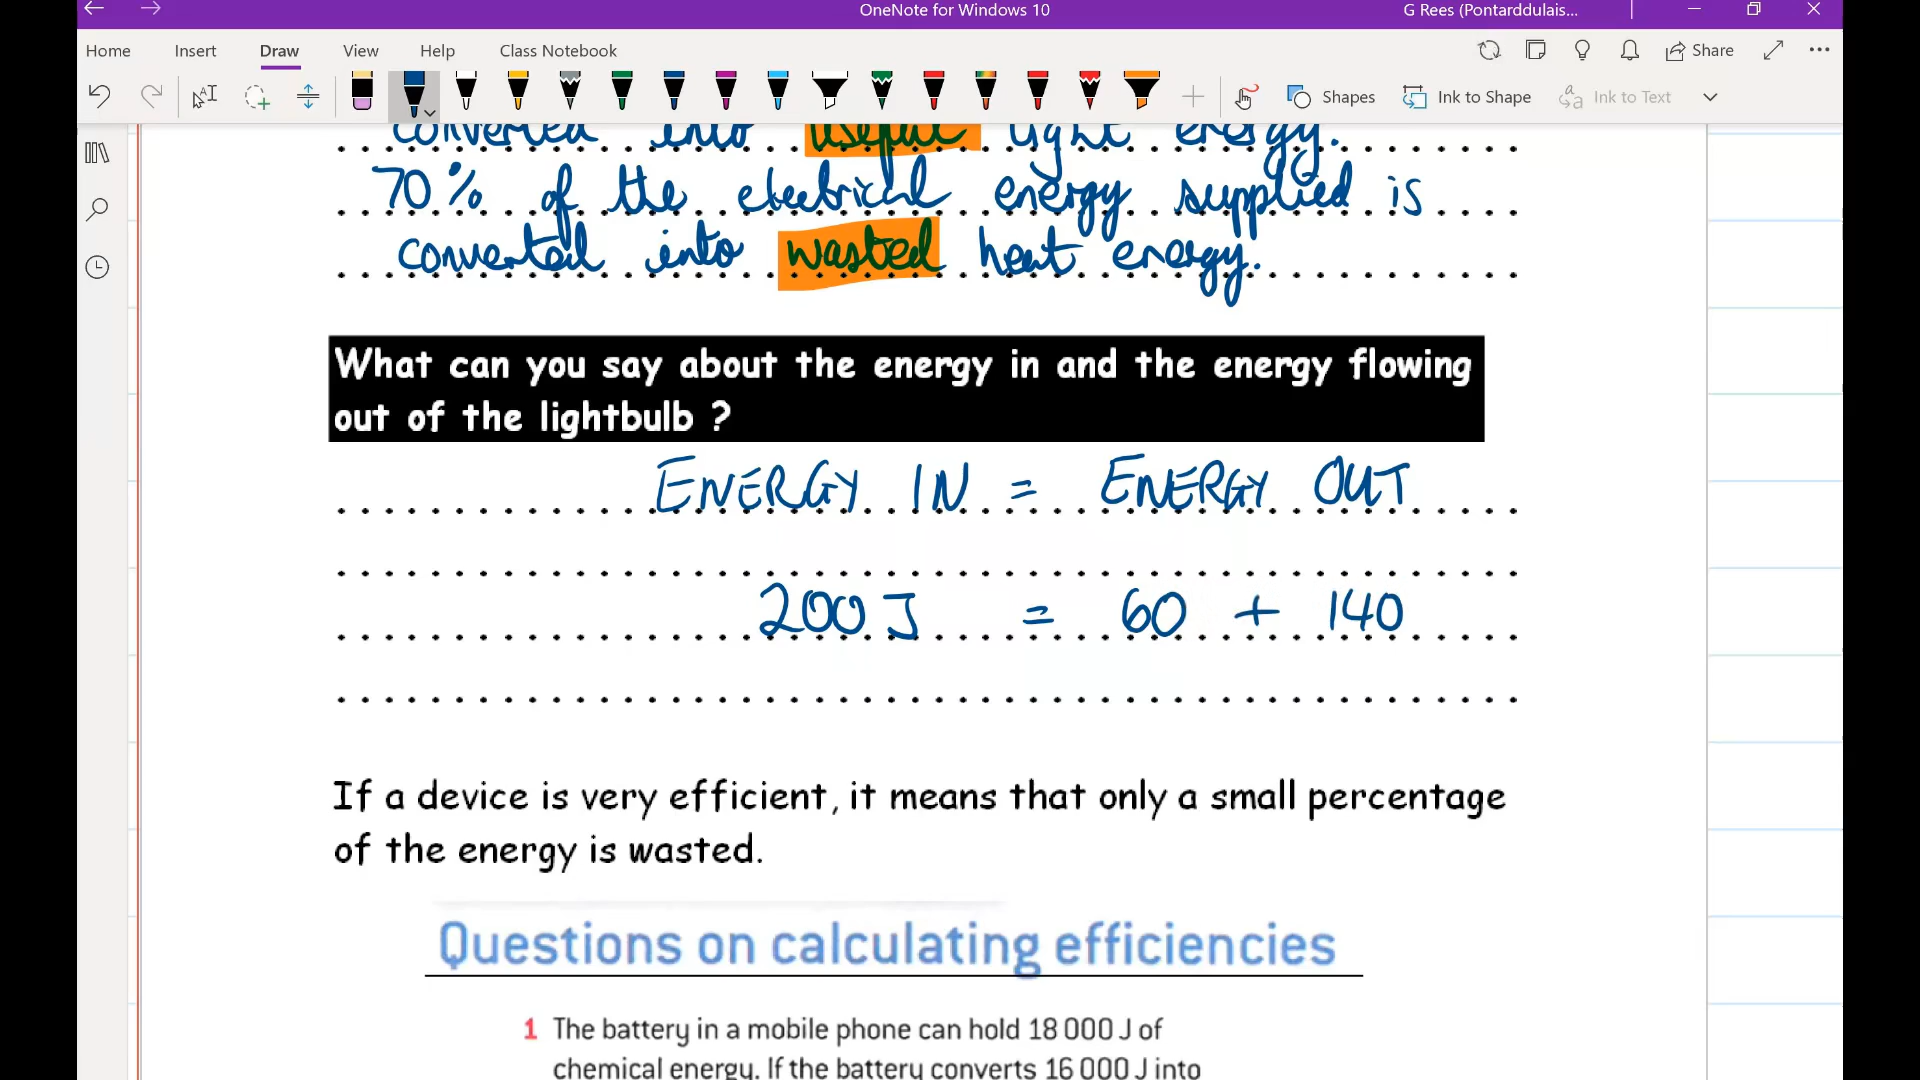 OneNote for Windows 10
G Rees (Pontarddulais...
Home Insert Draw View Help Class Notebook
Share
Shapes Ink to Shape Ink to Text
converted into useful light energy.
70% of the electrical energy supplied is
converted into wasted heat energy.
What can you say about the energy in and the energy flowing
out of the lightbulb ?
ENERGY IN = ENERGY OUT
200 J = 60 + 140
If a device is very efficient, it means that only a small percentage
of the energy is wasted.
Questions on calculating efficiencies
1 The battery in a mobile phone can hold 18 000 J of
chemical energy. If the battery converts 16 000 J into